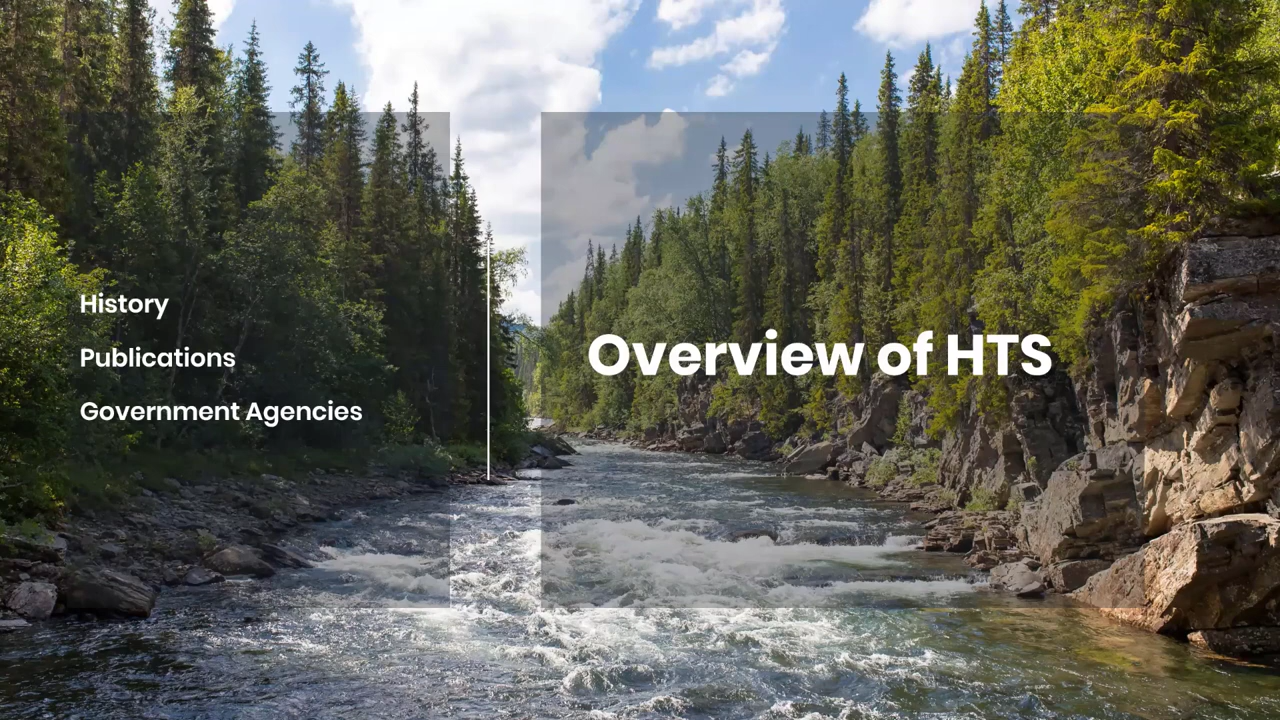 History
Publications
Government Agencies
Overview of HTS